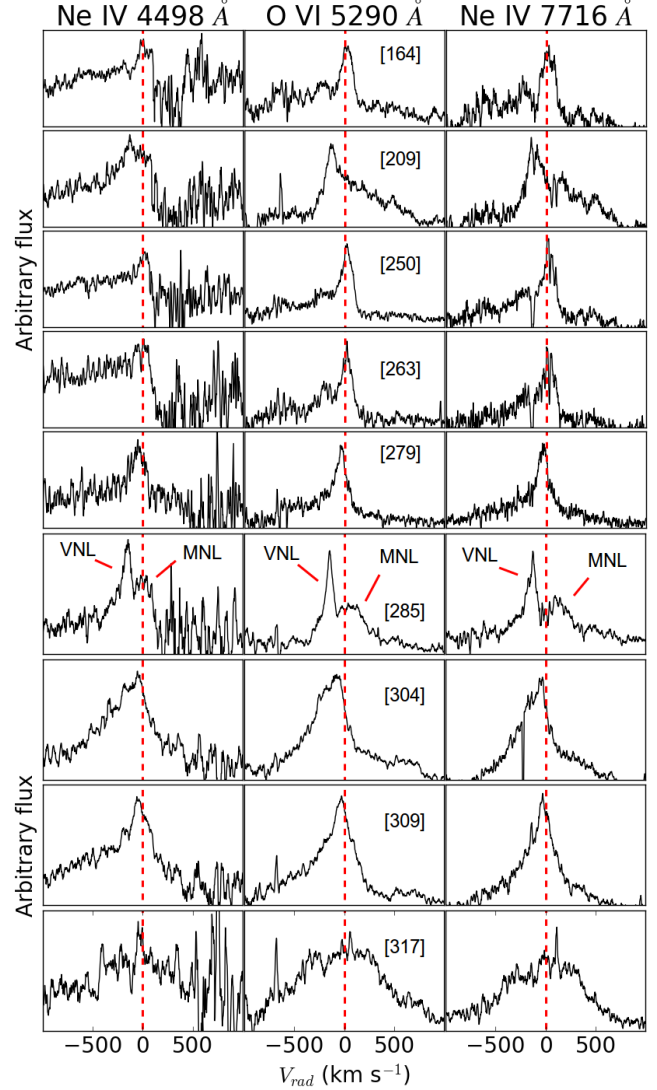 Ne IV 4498 Å O VI 5290 Å Ne IV 7716 Å
[164]
[209]
[250]
Arbitrary flux
[263]
[279]
VNL MNL VNL MNL VNL MNL
[285]
[304]
[309]
Arbitrary flux
[317]
−500 0 500 −500 0 500 −500 0 500
V_rad (km s⁻¹)